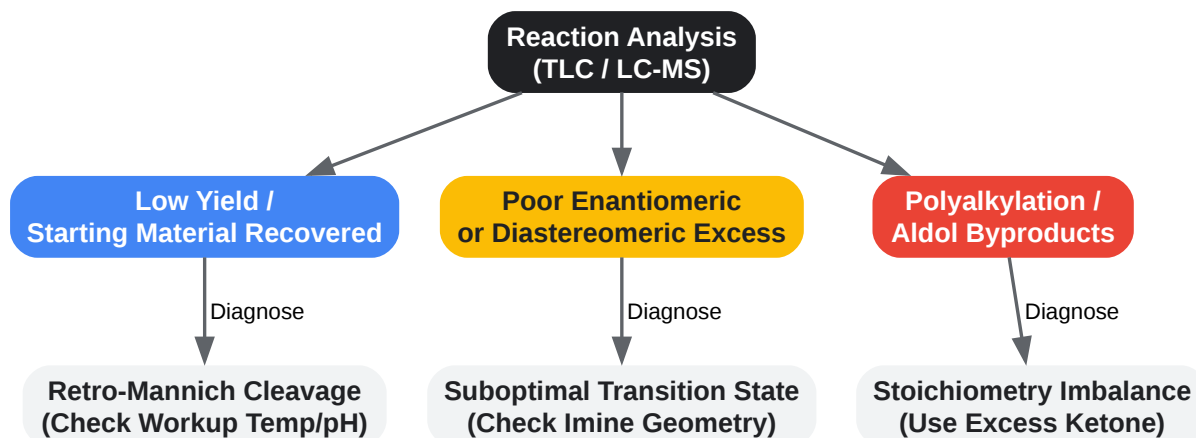 Reaction Analysis
(TLC / LC-MS)
Low Yield /
Starting Material Recovered
Poor Enantiomeric
or Diastereomeric Excess
Polyalkylation /
Aldol Byproducts
Diagnose
Diagnose
Diagnose
Retro-Mannich Cleavage
(Check Workup Temp/pH)
Suboptimal Transition State
(Check Imine Geometry)
Stoichiometry Imbalance
(Use Excess Ketone)